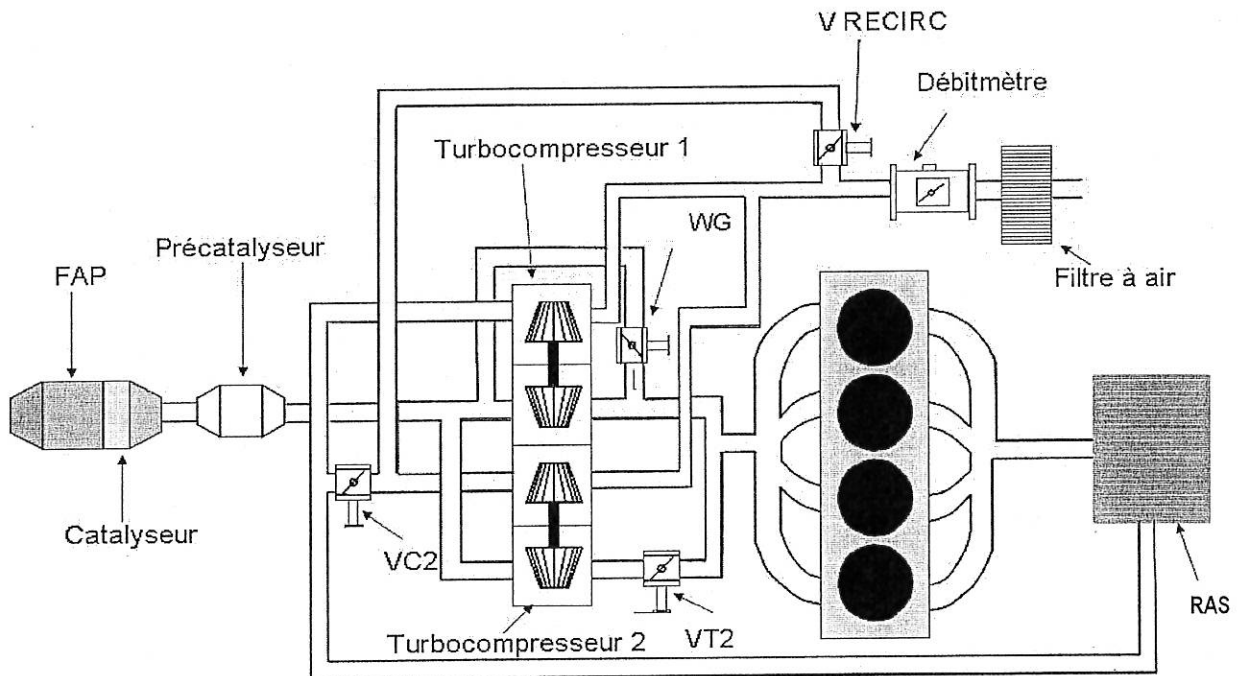 V RECIRC
Débitmètre
Turbocompresseur 1
WG
Précatalyseur
FAP
Filtre à air
Catalyseur
VC2
VT2
Turbocompresseur 2
RAS